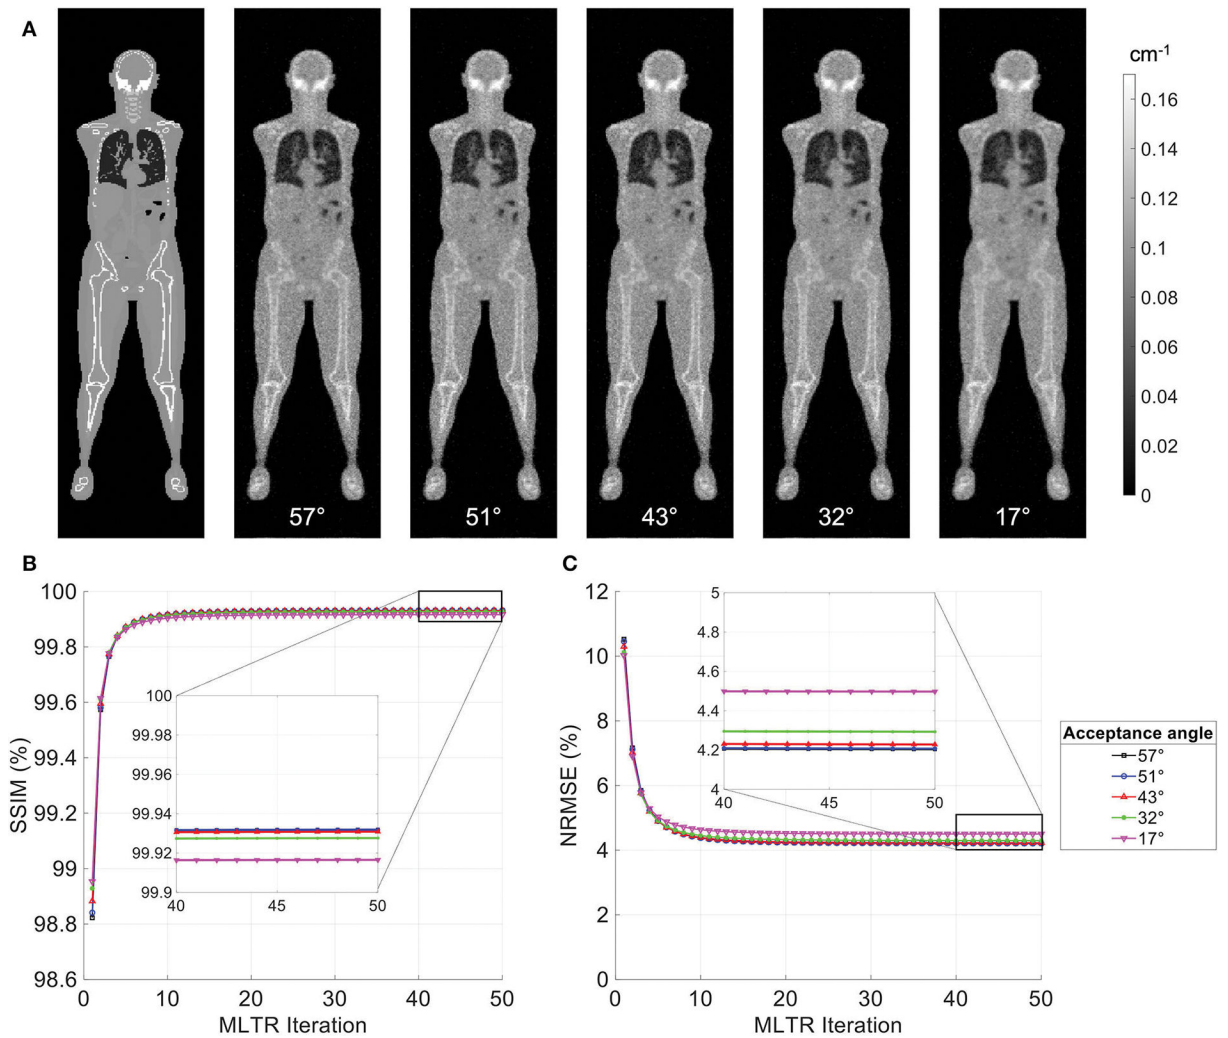 A
cm-1
0.16
0.14
0.12
0.1
0.08
0.06
0.04
0.02
0
57° 51° 43° 32° 17°
B
100
99.8
99.6
99.4
99.2
99
98.8
98.6
SSIM (%)
0 10 20 30 40 50
MLTR Iteration
100
99.98
99.96
99.94
99.92
99.9
40 45 50
C
12
10
8
6
4
2
0
NRMSE (%)
0 10 20 30 40 50
MLTR Iteration
5
4.8
4.6
4.4
4.2
4
40 45 50
Acceptance angle
57°
51°
43°
32°
17°